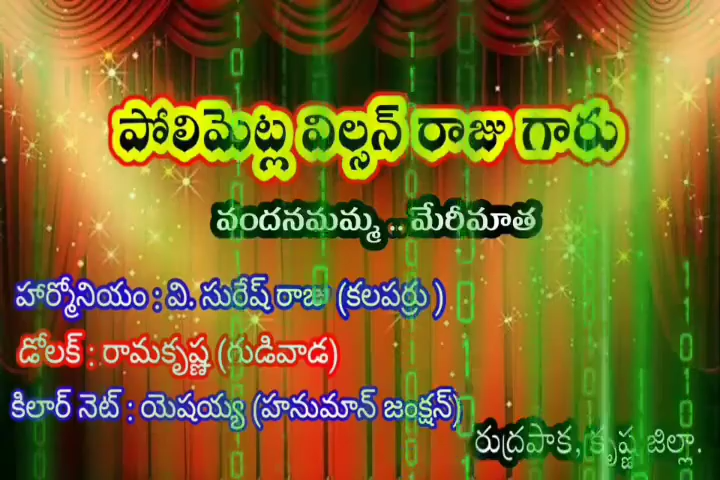 పోలిమెట్ల విల్సన్ రాజు గారు
వందనమమ్మ .. మేరీమాత
హార్మోనియం : వి. సురేష్ రాజు (కలపర్రు )
డోలక్ : రామకృష్ణ (గుడివాడ)
కిలార్ నెట్ : యెషయ్య (హనుమాన్ జంక్షన్)
రుద్రపాక, కృష్ణ జిల్లా.